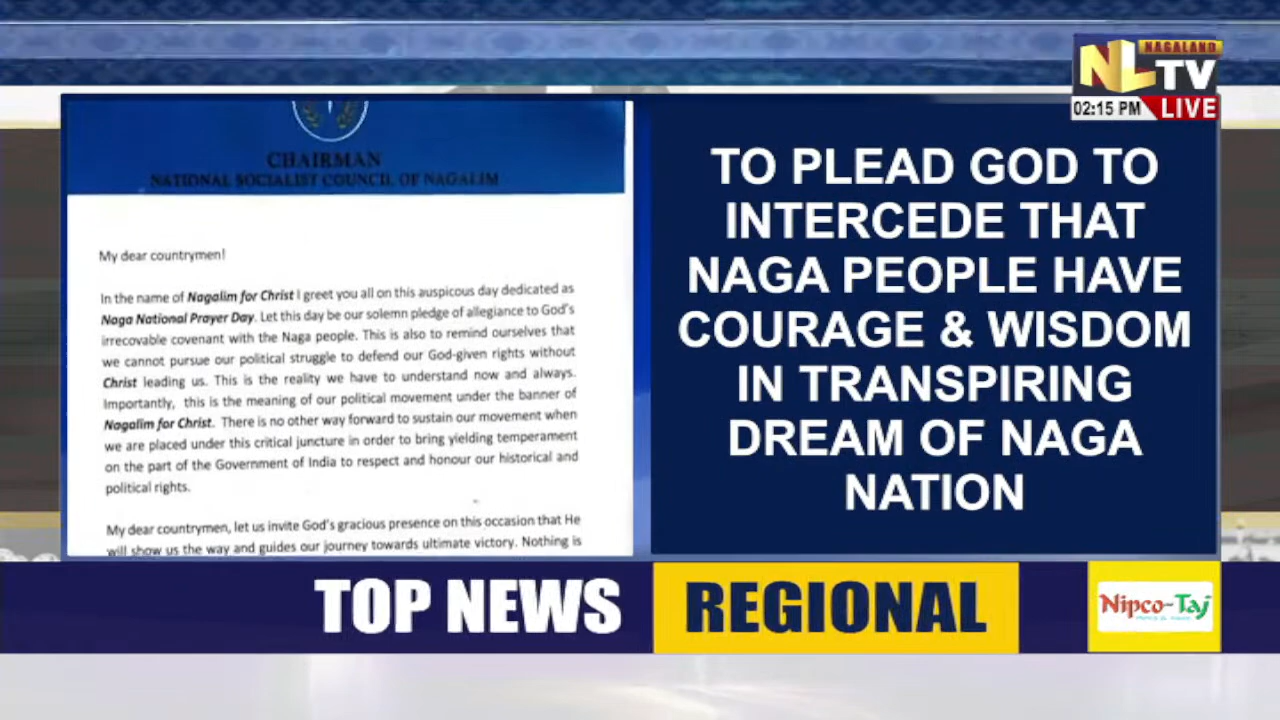 NAGALAND
NLTV
02:15 PM LIVE
CHAIRMAN
NATIONAL SOCIALIST COUNCIL OF NAGALIM
My dear countrymen!
In the name of Nagalim for Christ I greet you all on this auspicous day dedicated as
Naga National Prayer Day. Let this day be our solemn pledge of allegiance to God's
irrecovable covenant with the Naga people. This is also to remind ourselves that
we cannot pursue our political struggle to defend our God-given rights without
Christ leading us. This is the reality we have to understand now and always.
Importantly, this is the meaning of our political movement under the banner of
Nagalim for Christ. There is no other way forward to sustain our movement when
we are placed under this critical juncture in order to bring yielding temperament
on the part of the Government of India to respect and honour our historical and
political rights.
My dear countrymen, let us invite God's gracious presence on this occasion that He
will show us the way and guides our journey towards ultimate victory. Nothing is
TO PLEAD GOD TO
INTERCEDE THAT
NAGA PEOPLE HAVE
COURAGE & WISDOM
IN TRANSPIRING
DREAM OF NAGA
NATION
TOP NEWS REGIONAL
Nipco-Taj